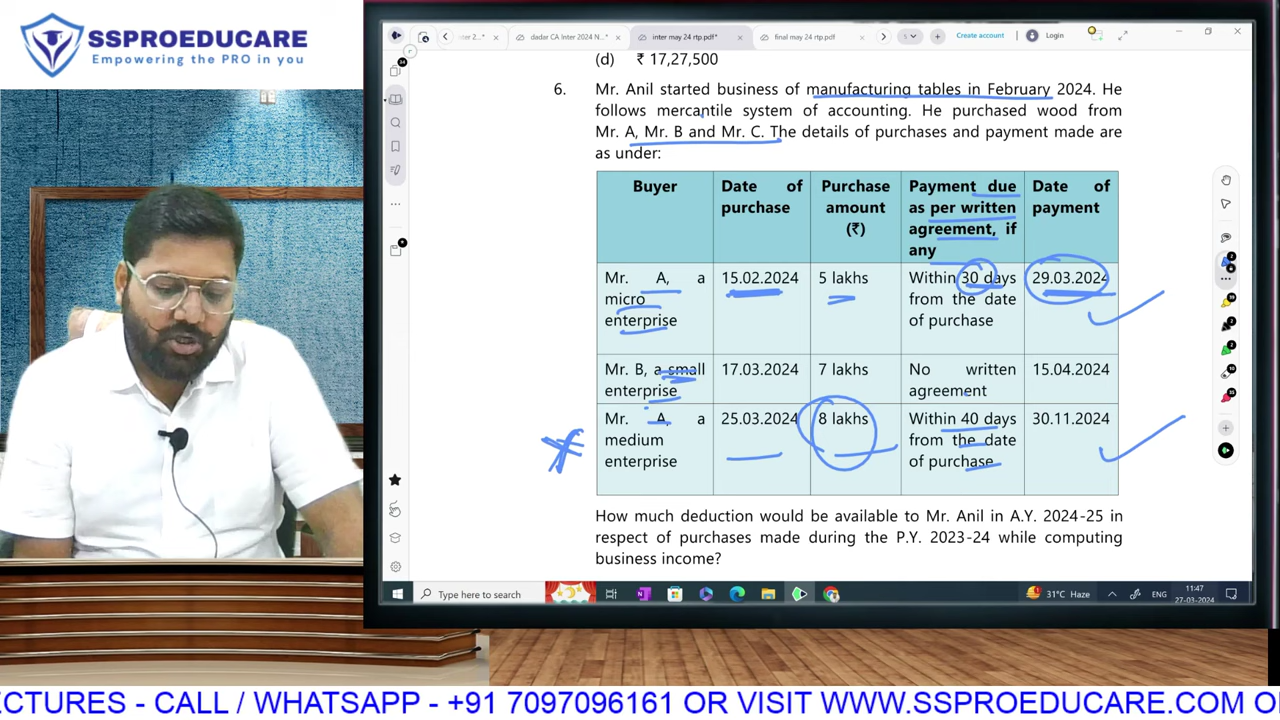 SSPROEDUCARE
Empowering the PRO in you
ter 2...* ×
dadar CA Inter 2024 N...* ×
inter may 24 rtp.pdf* ×
final may 24 rtp.pdf ×
5
Create account
Login
(d) ₹ 17,27,500
6. Mr. Anil started business of manufacturing tables in February 2024. He
follows mercantile system of accounting. He purchased wood from
Mr. A, Mr. B and Mr. C. The details of purchases and payment made are
as under:
Buyer Date of purchase Purchase amount (₹) Payment due as per written agreement, if any Date of payment
Mr. A, a micro enterprise 15.02.2024 5 lakhs Within 30 days from the date of purchase 29.03.2024
Mr. B, a small enterprise 17.03.2024 7 lakhs No written agreement 15.04.2024
Mr. A, a medium enterprise 25.03.2024 8 lakhs Within 40 days from the date of purchase 30.11.2024
How much deduction would be available to Mr. Anil in A.Y. 2024-25 in
respect of purchases made during the P.Y. 2023-24 while computing
business income?
Type here to search
31°C Haze
ENG
11:47
27-03-2024
ECTURES - CALL / WHATSAPP - +91 7097096161 OR VISIT WWW.SSPROEDUCARE.COM O